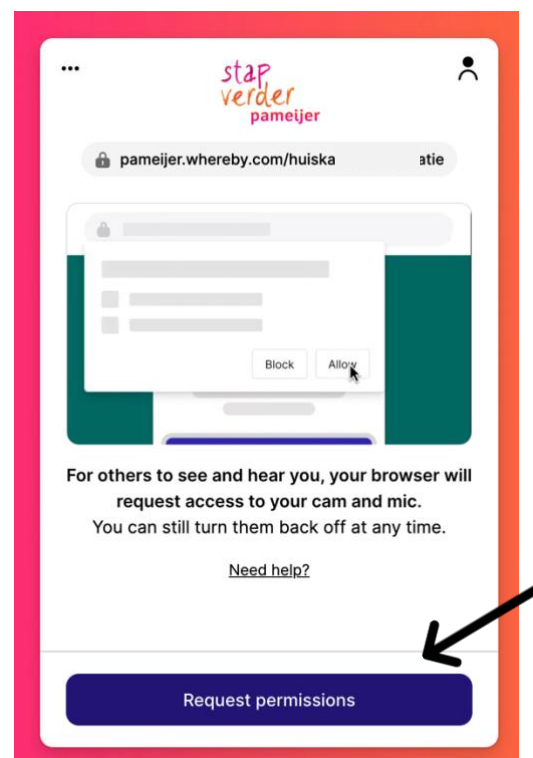 •••
stap
verder
pameijer
pameijer.whereby.com/huiska atie
Block Allow
For others to see and hear you, your browser will
request access to your cam and mic.
You can still turn them back off at any time.
Need help?
Request permissions